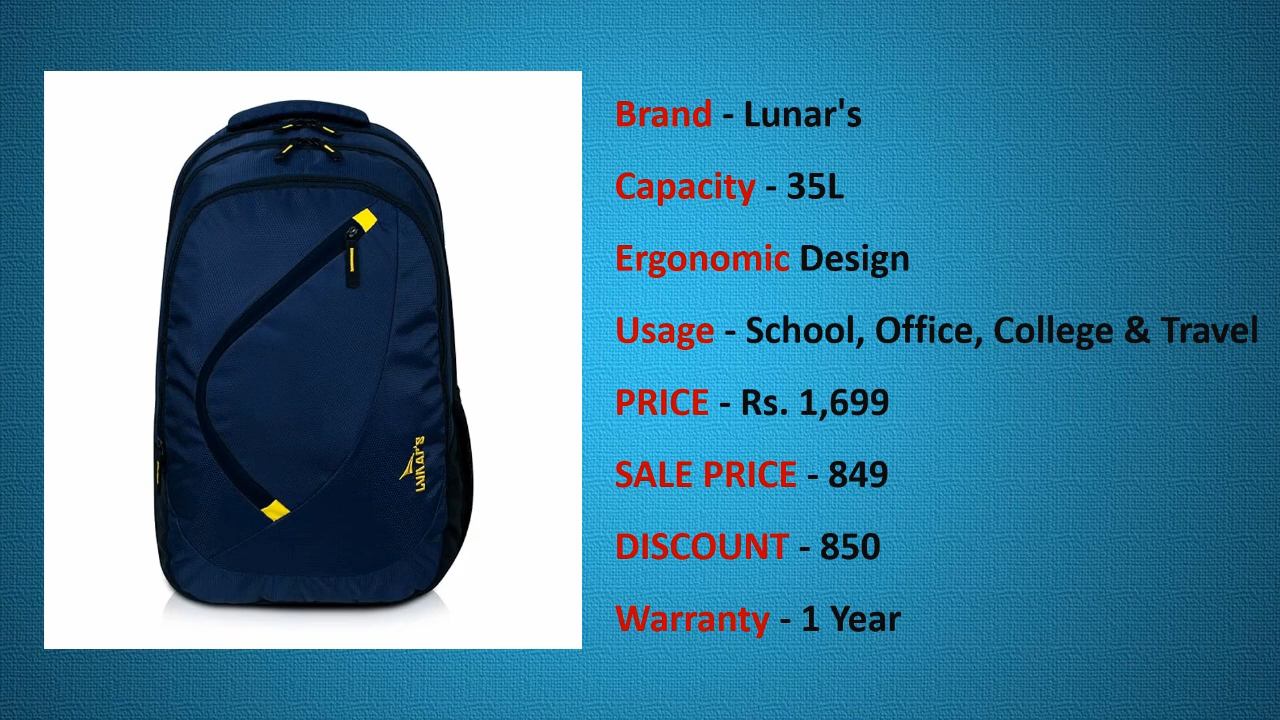 LUNAR'S
Brand - Lunar's
Capacity - 35L
Ergonomic Design
Usage - School, Office, College & Travel
PRICE - Rs. 1,699
SALE PRICE - 849
DISCOUNT - 850
Warranty - 1 Year